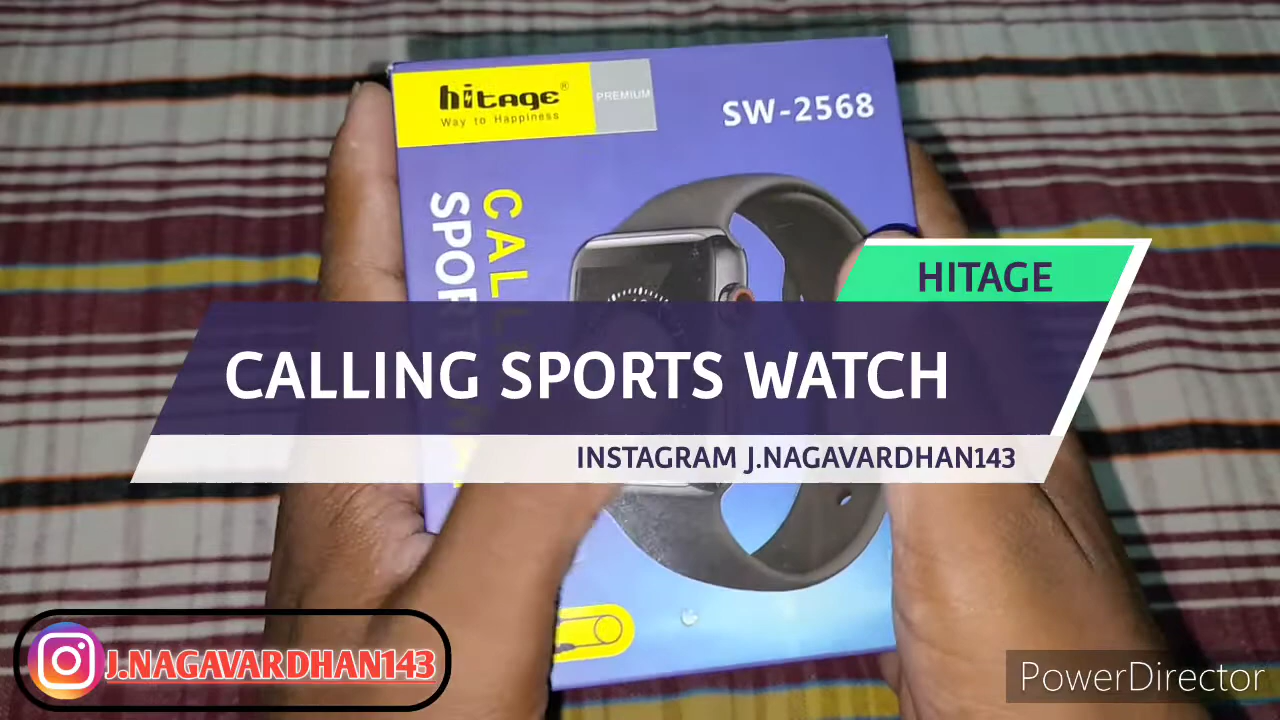 hitage®
Way to Happiness
PREMIUM
SW-2568
HITAGE
CALLING SPORTS WATCH
INSTAGRAM J.NAGAVARDHAN143
J.NAGAVARDHAN143
PowerDirector